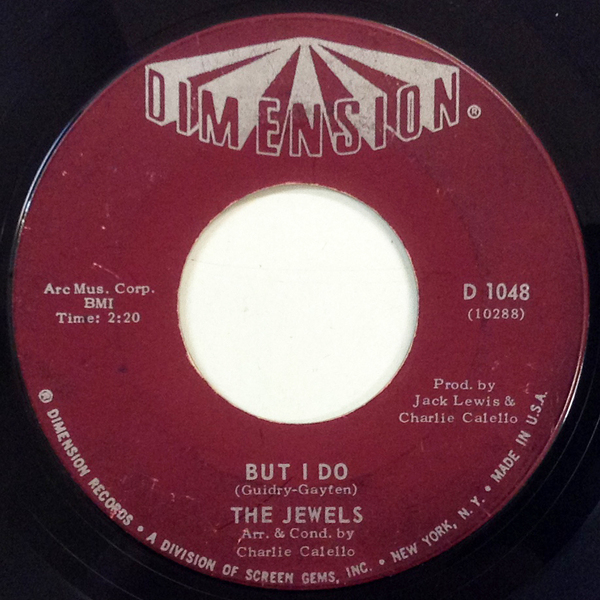 DIMENSION®
Arc Mus. Corp.
BMI
Time: 2:20
D 1048
(10288)
Prod. by
Jack Lewis &
Charlie Calello
BUT I DO
(Guidry-Gayten)
THE JEWELS
Arr. & Cond. by
Charlie Calello
® DIMENSION RECORDS • A DIVISION OF SCREEN GEMS, INC. • NEW YORK, N.Y. • MADE IN U.S.A.